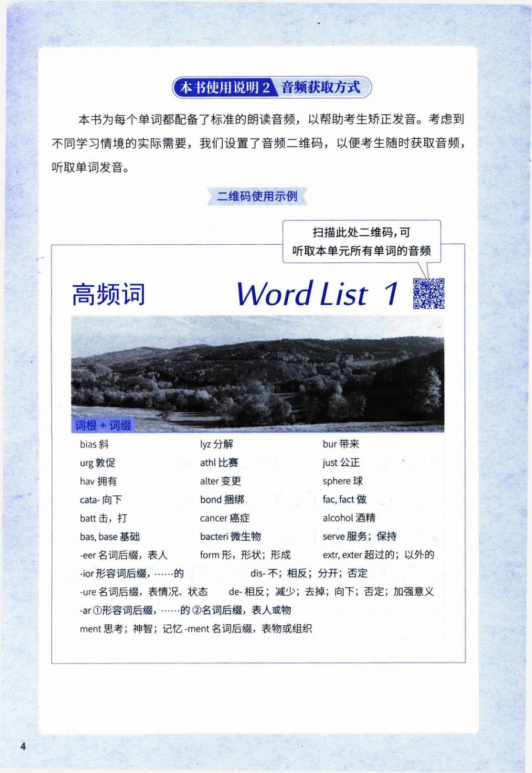 本书使用说明 2 音频获取方式
本书为每个单词都配备了标准的朗读音频，以帮助考生矫正发音。考虑到
不同学习情境的实际需要，我们设置了音频二维码，以便考生随时获取音频，
听取单词发音。
二维码使用示例
扫描此处二维码，可
听取本单元所有单词的音频
高频词 Word List 1
词根 + 词缀
bias 斜 lyz 分解 bur 带来
urg 敦促 athl 比赛 just 公正
hav 拥有 alter 变更 sphere 球
cata- 向下 bond 捆绑 fac, fact 做
batt 击，打 cancer 癌症 alcohol 酒精
bas, base 基础 bacteri 微生物 serve 服务；保持
-eer 名词后缀，表人 form 形，形状；形成 extr, exter 超过的；以外的
-ior 形容词后缀，……的 dis- 不；相反；分开；否定
-ure 名词后缀，表情况、状态 de- 相反；减少；去掉；向下；否定；加强意义
-ar ①形容词后缀，……的 ②名词后缀，表人或物
ment 思考；神智；记忆 -ment 名词后缀，表物或组织
4